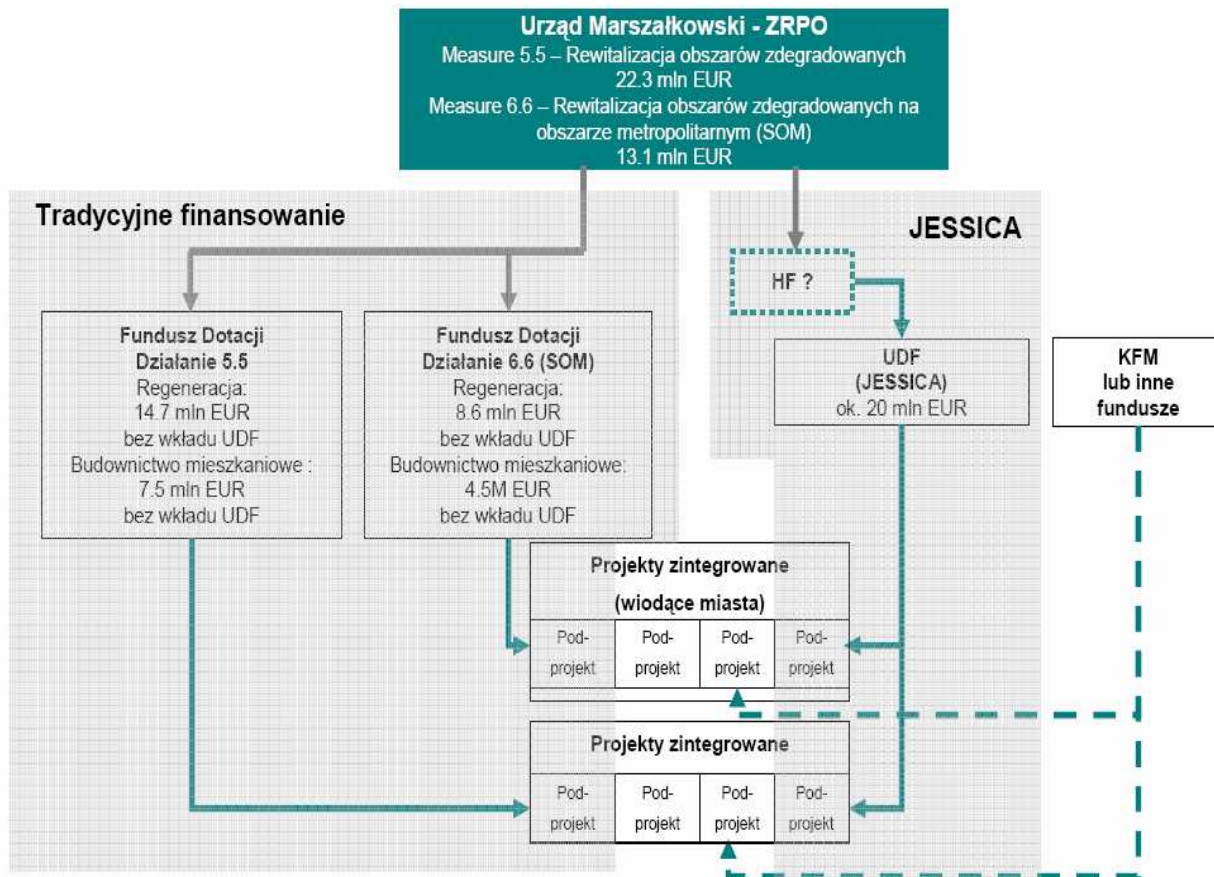 Urząd Marszałkowski - ZRPO
Measure 5.5 – Rewitalizacja obszarów zdegradowanych
22.3 mln EUR
Measure 6.6 – Rewitalizacja obszarów zdegradowanych na
obszarze metropolitarnym (SOM)
13.1 mln EUR
Tradycyjne finansowanie
JESSICA
HF ?
Fundusz Dotacji
Działanie 5.5
Regeneracja:
14.7 mln EUR
bez wkładu UDF
Budownictwo mieszkaniowe :
7.5 mln EUR
bez wkładu UDF
Fundusz Dotacji
Działanie 6.6 (SOM)
Regeneracja:
8.6 mln EUR
bez wkładu UDF
Budownictwo mieszkaniowe:
4.5M EUR
bez wkładu UDF
UDF
(JESSICA)
ok. 20 mln EUR
KFM
lub inne
fundusze
Projekty zintegrowane
(wiodące miasta)
Pod-
projekt
Pod-
projekt
Pod-
projekt
Pod-
projekt
Projekty zintegrowane
Pod-
projekt
Pod-
projekt
Pod-
projekt
Pod-
projekt